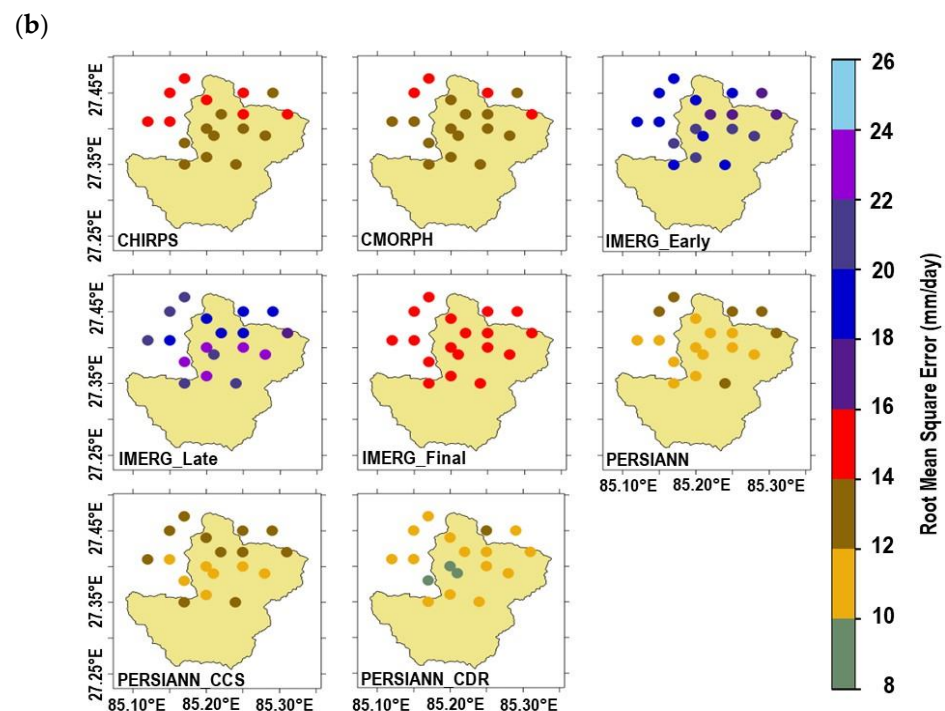 (b)
27.45°E
27.35°E
27.25°E
CHIRPS
CMORPH
IMERG_Early
27.45°E
27.35°E
27.25°E
IMERG_Late
IMERG_Final
PERSIANN
85.10°E 85.20°E 85.30°E
27.45°E
27.35°E
27.25°E
PERSIANN_CCS
PERSIANN_CDR
85.10°E 85.20°E 85.30°E
85.10°E 85.20°E 85.30°E
26
24
22
20
18
16
14
12
10
8
Root Mean Square Error (mm/day)